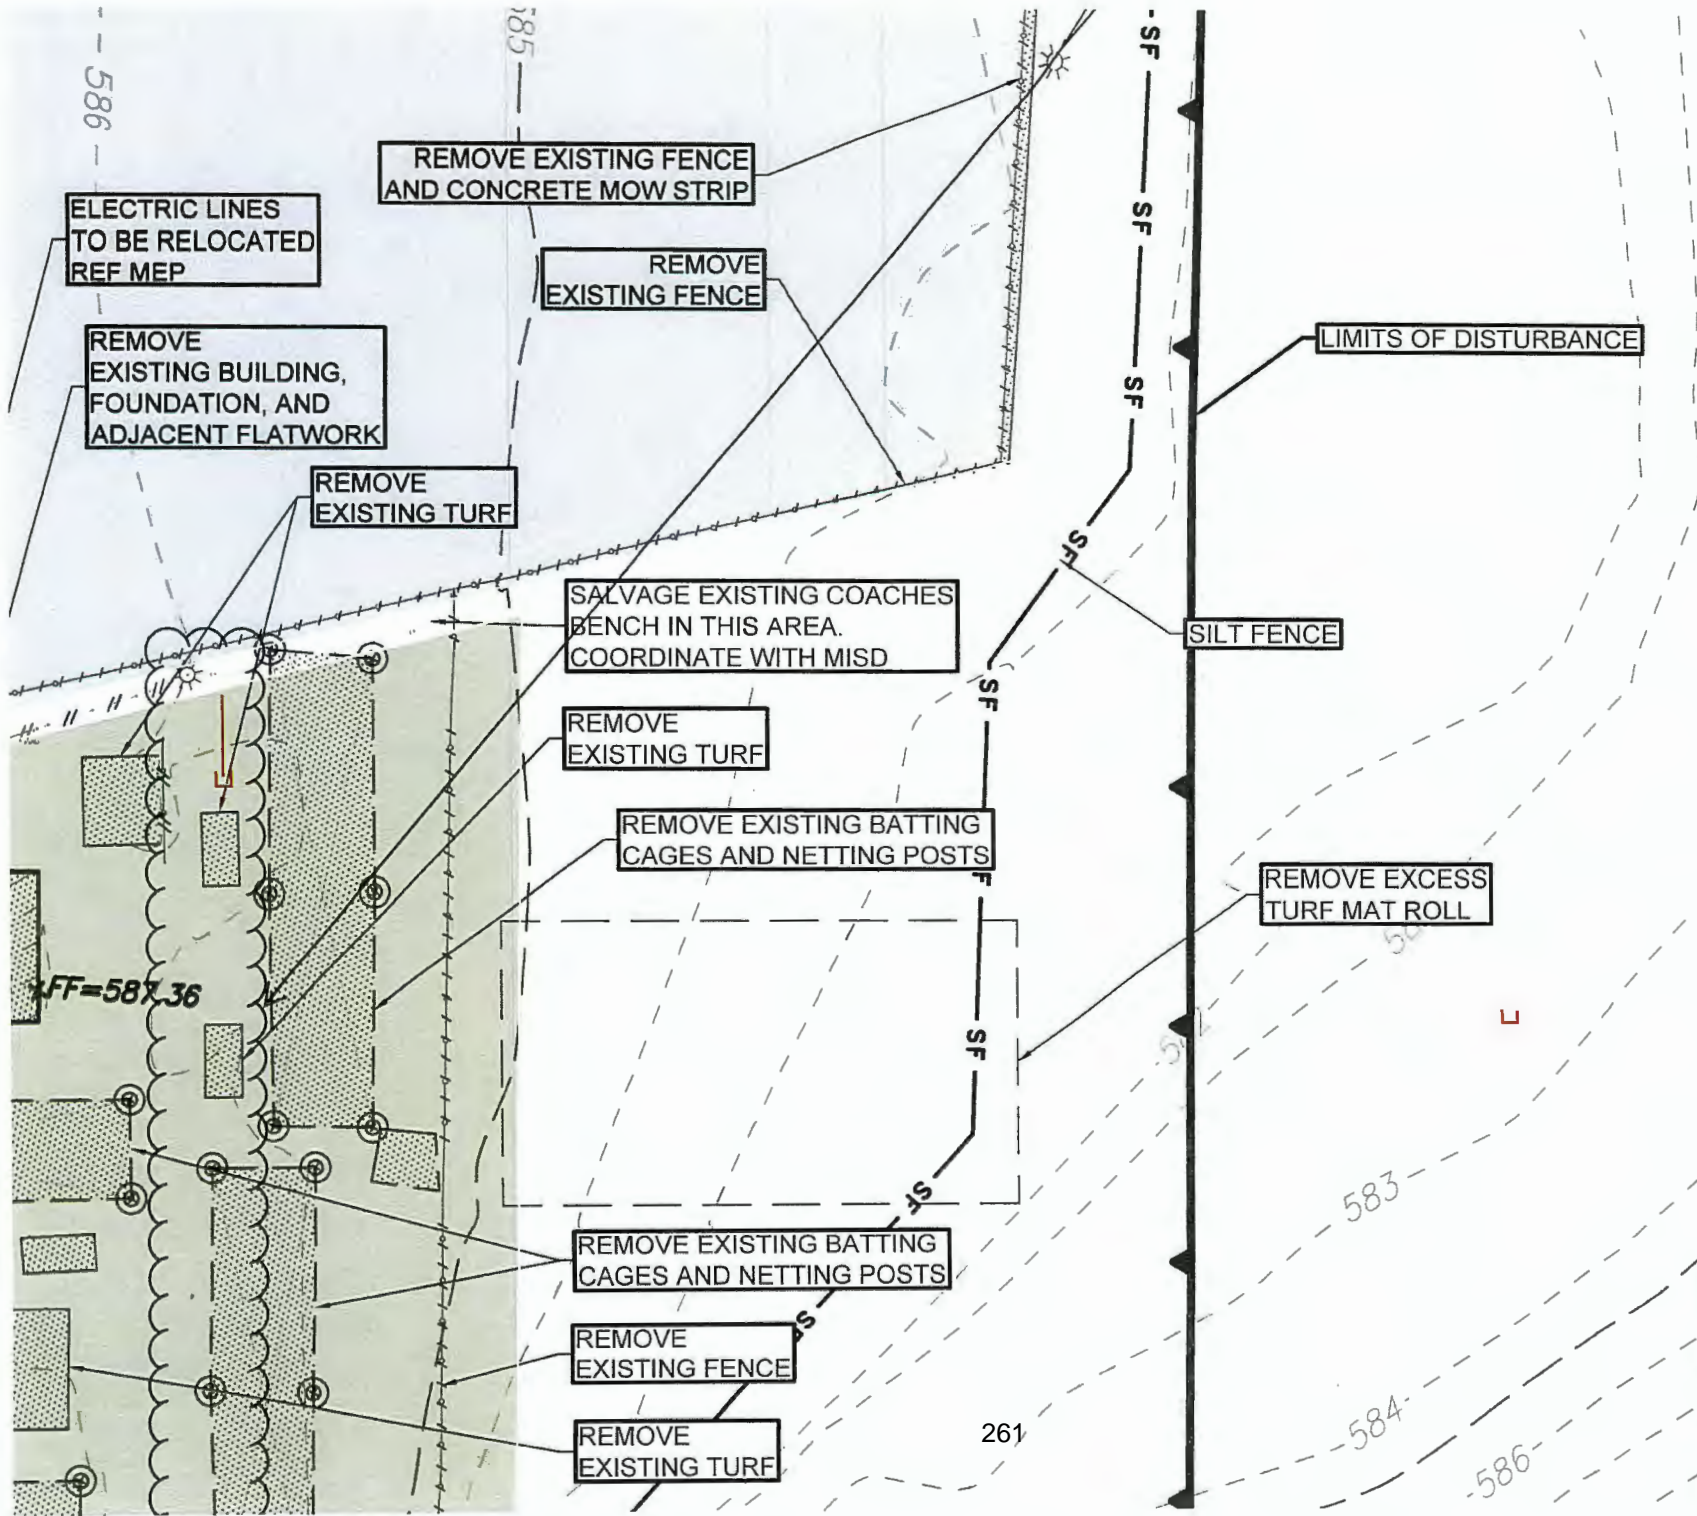 586
585
SF
REMOVE EXISTING FENCE
AND CONCRETE MOW STRIP
ELECTRIC LINES
TO BE RELOCATED
REF MEP
SF
SF
REMOVE
EXISTING FENCE
REMOVE
EXISTING BUILDING,
FOUNDATION, AND
ADJACENT FLATWORK
LIMITS OF DISTURBANCE
SF
REMOVE
EXISTING TURF
SF
SALVAGE EXISTING COACHES
BENCH IN THIS AREA.
COORDINATE WITH MISD
SILT FENCE
SF
REMOVE
EXISTING TURF
REMOVE EXISTING BATTING
CAGES AND NETTING POSTS
F
REMOVE EXCESS
TURF MAT ROLL
FF=587.36
SF
583
SF
REMOVE EXISTING BATTING
CAGES AND NETTING POSTS
SF
REMOVE
EXISTING FENCE
584
261
REMOVE
EXISTING TURF
586